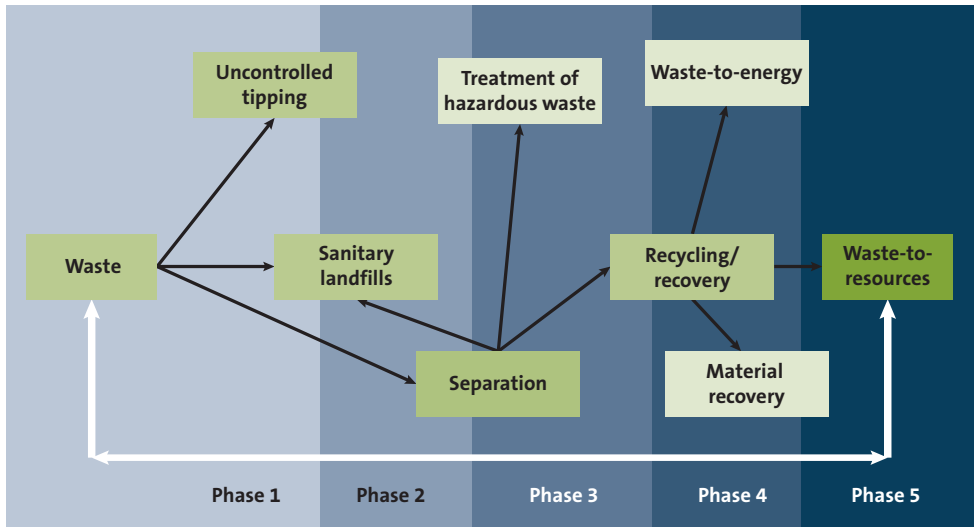 Uncontrolled
tipping
Treatment of
hazardous waste
Waste-to-energy
Waste
Sanitary
landfills
Recycling/
recovery
Waste-to-
resources
Separation
Material
recovery
Phase 1
Phase 2
Phase 3
Phase 4
Phase 5